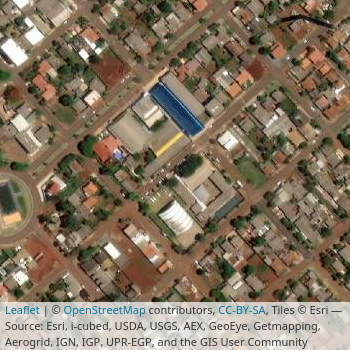 Leaflet | © OpenStreetMap contributors, CC-BY-SA, Tiles © Esri —
Source: Esri, i-cubed, USDA, USGS, AEX, GeoEye, Getmapping,
Aerogrid, IGN, IGP, UPR-EGP, and the GIS User Community